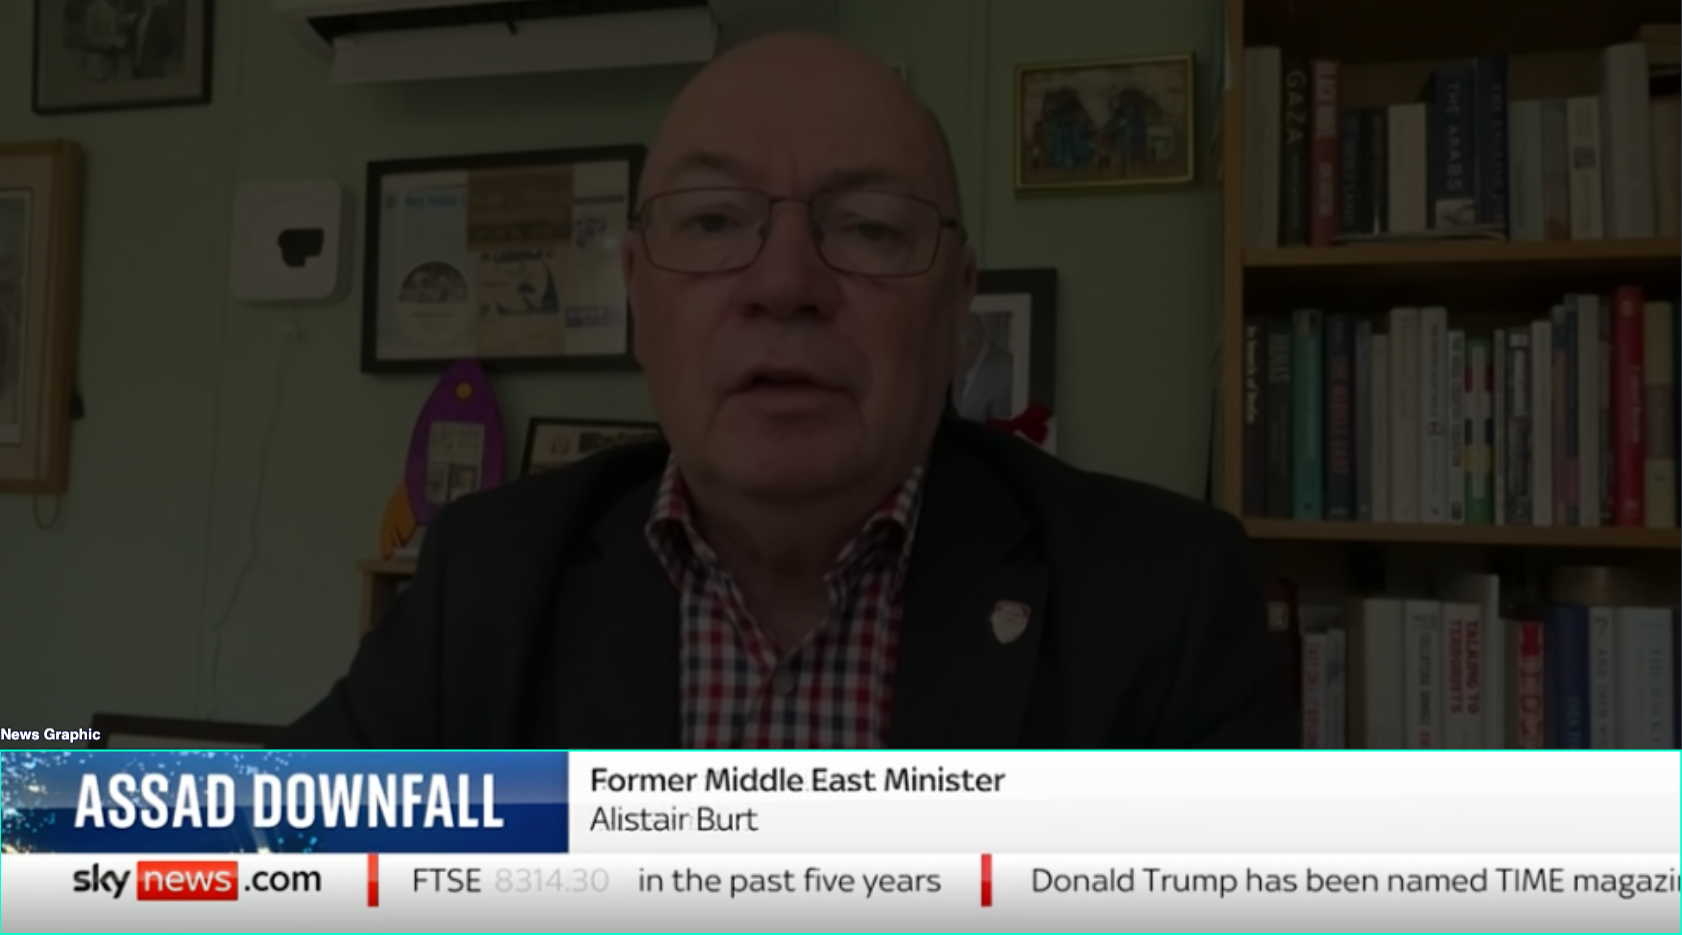 GAZA
THE ARABS
TALKING TO
TERRORISTS
News Graphic
ASSAD DOWNFALL
Former Middle East Minister
Alistair Burt
sky news.com
FTSE 8314.30 in the past five years
Donald Trump has been named TIME magazi